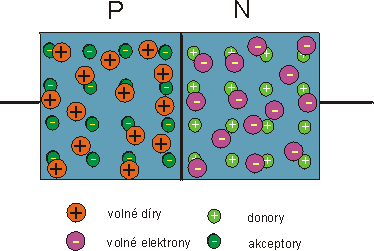 P N
volné díry
donory
volné elektrony
akceptory